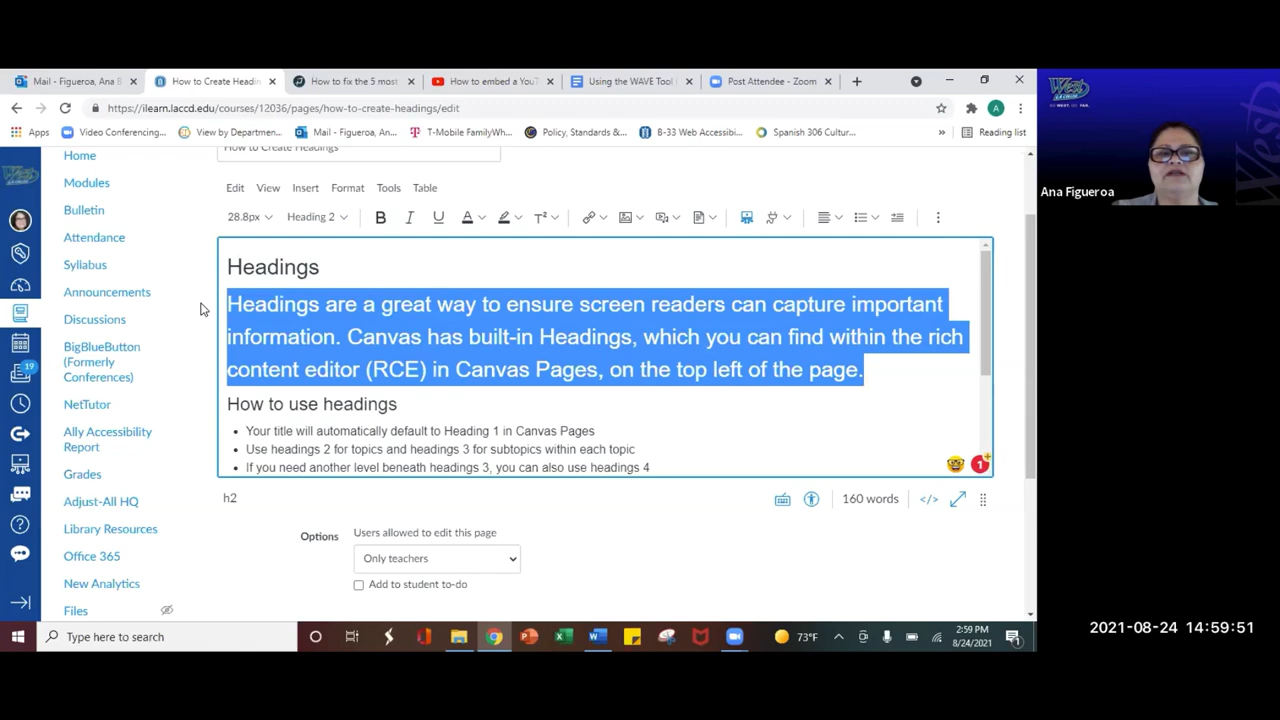 Mail - Figueroa, Ana B
How to Create Headin
How to fix the 5 most
How to embed a YouT
Using the WAVE Tool
Post Attendee - Zoom
https://ilearn.laccd.edu/courses/12036/pages/how-to-create-headings/edit
A
Apps
Video Conferencing...
View by Departmen...
Mail - Figueroa, An...
T-Mobile FamilyWh...
Policy, Standards &...
B-33 Web Accessibi...
Spanish 306 Cultur...
»
Reading list
West
Ana Figueroa
Home
Modules
Bulletin
Attendance
Syllabus
Announcements
Discussions
BigBlueButton
(Formerly
Conferences)
NetTutor
Ally Accessibility
Report
Grades
Adjust-All HQ
Library Resources
Office 365
New Analytics
Files
19
How to Create Headings
Edit View Insert Format Tools Table
28.8px Heading 2 B I U A T²
Headings
Headings are a great way to ensure screen readers can capture important
information. Canvas has built-in Headings, which you can find within the rich
content editor (RCE) in Canvas Pages, on the top left of the page.
How to use headings
• Your title will automatically default to Heading 1 in Canvas Pages
• Use headings 2 for topics and headings 3 for subtopics within each topic
• If you need another level beneath headings 3, you can also use headings 4
1
h2
160 words
</>
Options
Users allowed to edit this page
Only teachers
Add to student to-do
Type here to search
73°F
2:59 PM
8/24/2021
2021-08-24 14:59:51